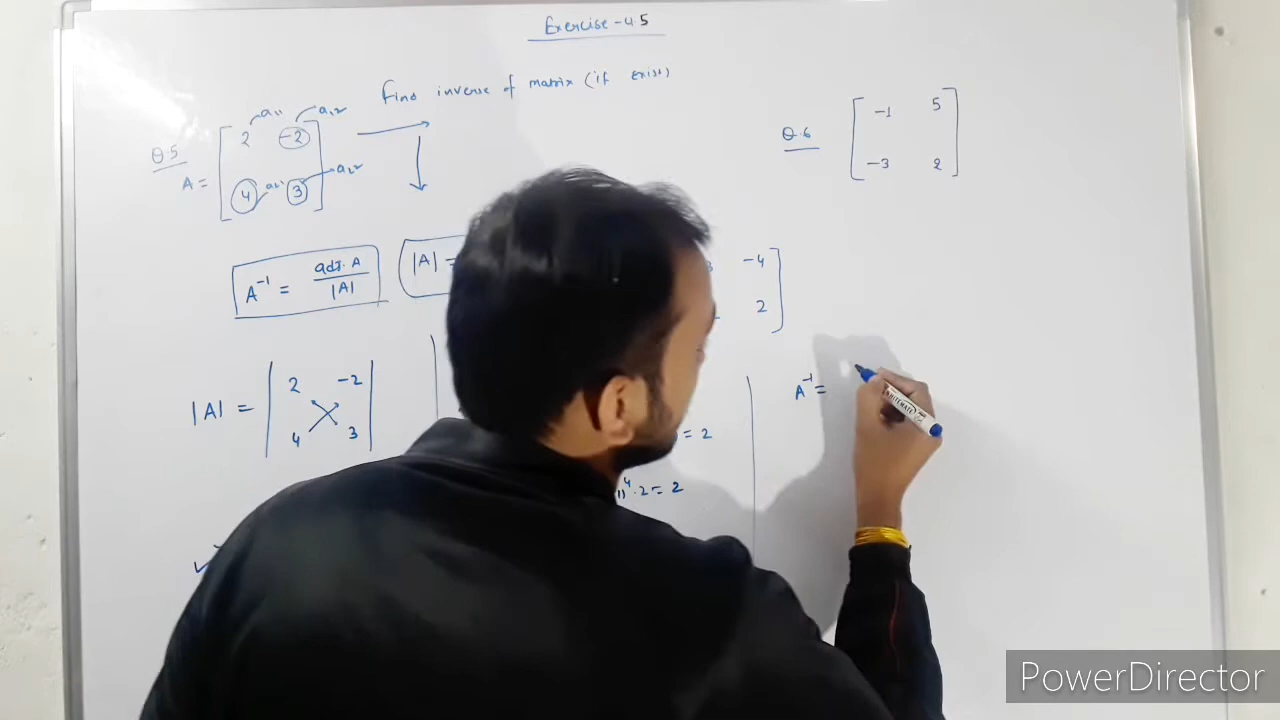 Exercise-4.5
Find inverse of matrix (if exist)
Q.5
A =
2 a11 -2 a12
4 a21 3 a22
Q.6
-1 5
-3 2
A⁻¹ = adj. A / |A|
|A| =
-4
2
|A| =
2 -2
4 3
= 2
4 . 2 = 2
A⁻¹ =
WHITEMATE
PowerDirector